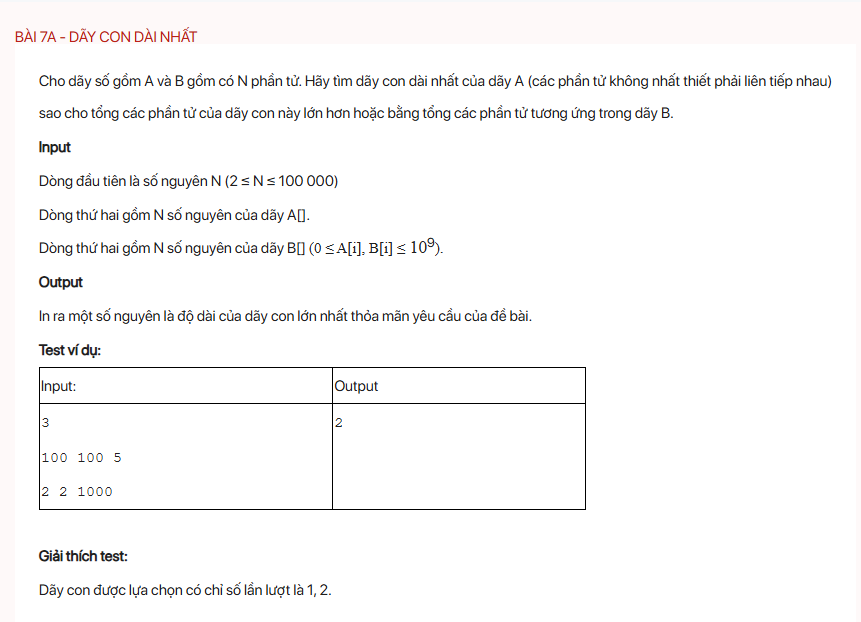 BÀI 7A - DÃY CON DÀI NHẤT
Cho dãy số gồm A và B gồm có N phần tử. Hãy tìm dãy con dài nhất của dãy A (các phần tử không nhất thiết phải liên tiếp nhau)
sao cho tổng các phần tử của dãy con này lớn hơn hoặc bằng tổng các phần tử tương ứng trong dãy B.
Input
Dòng đầu tiên là số nguyên N (2 ≤ N ≤ 100 000)
Dòng thứ hai gồm N số nguyên của dãy A[].
Dòng thứ hai gồm N số nguyên của dãy B[] (0 ≤ A[i], B[i] ≤ 10⁹).
Output
In ra một số nguyên là độ dài của dãy con lớn nhất thỏa mãn yêu cầu của đề bài.
Test ví dụ:
Input: Output
3 2
100 100 5
2 2 1000
Giải thích test:
Dãy con được lựa chọn có chỉ số lần lượt là 1, 2.